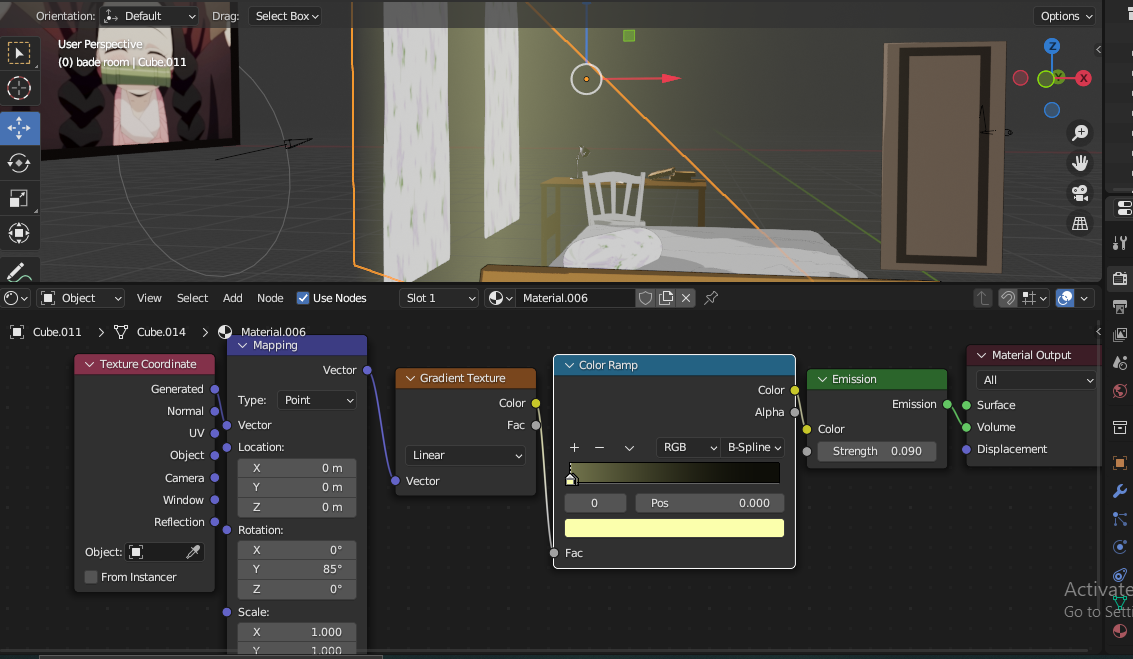 Orientation: Default Drag: Select Box Options
User Perspective
(0) bade room | Cube.011
Z
X
Object View Select Add Node Use Nodes Slot 1 Material.006
Cube.011 > Cube.014 > Material.006
Texture Coordinate
Generated
Normal
UV
Object
Camera
Window
Reflection
Object:
From Instancer
Mapping
Vector
Type: Point
Vector
Location:
X 0 m
Y 0 m
Z 0 m
Rotation:
X 0°
Y 85°
Z 0°
Scale:
X 1.000
Y 1.000
Gradient Texture
Color
Fac
Linear
Vector
Color Ramp
Color
Alpha
+ − RGB B-Spline
0 Pos 0.000
Fac
Emission
Emission
Color
Strength 0.090
Material Output
All
Surface
Volume
Displacement
Activate
Go to Setti